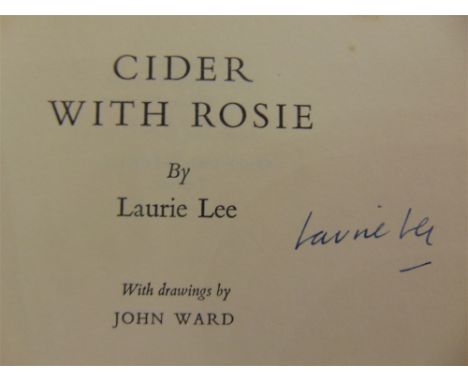 CIDER
WITH ROSIE
By
Laurie Lee
Laurie Lee
With drawings by
JOHN WARD